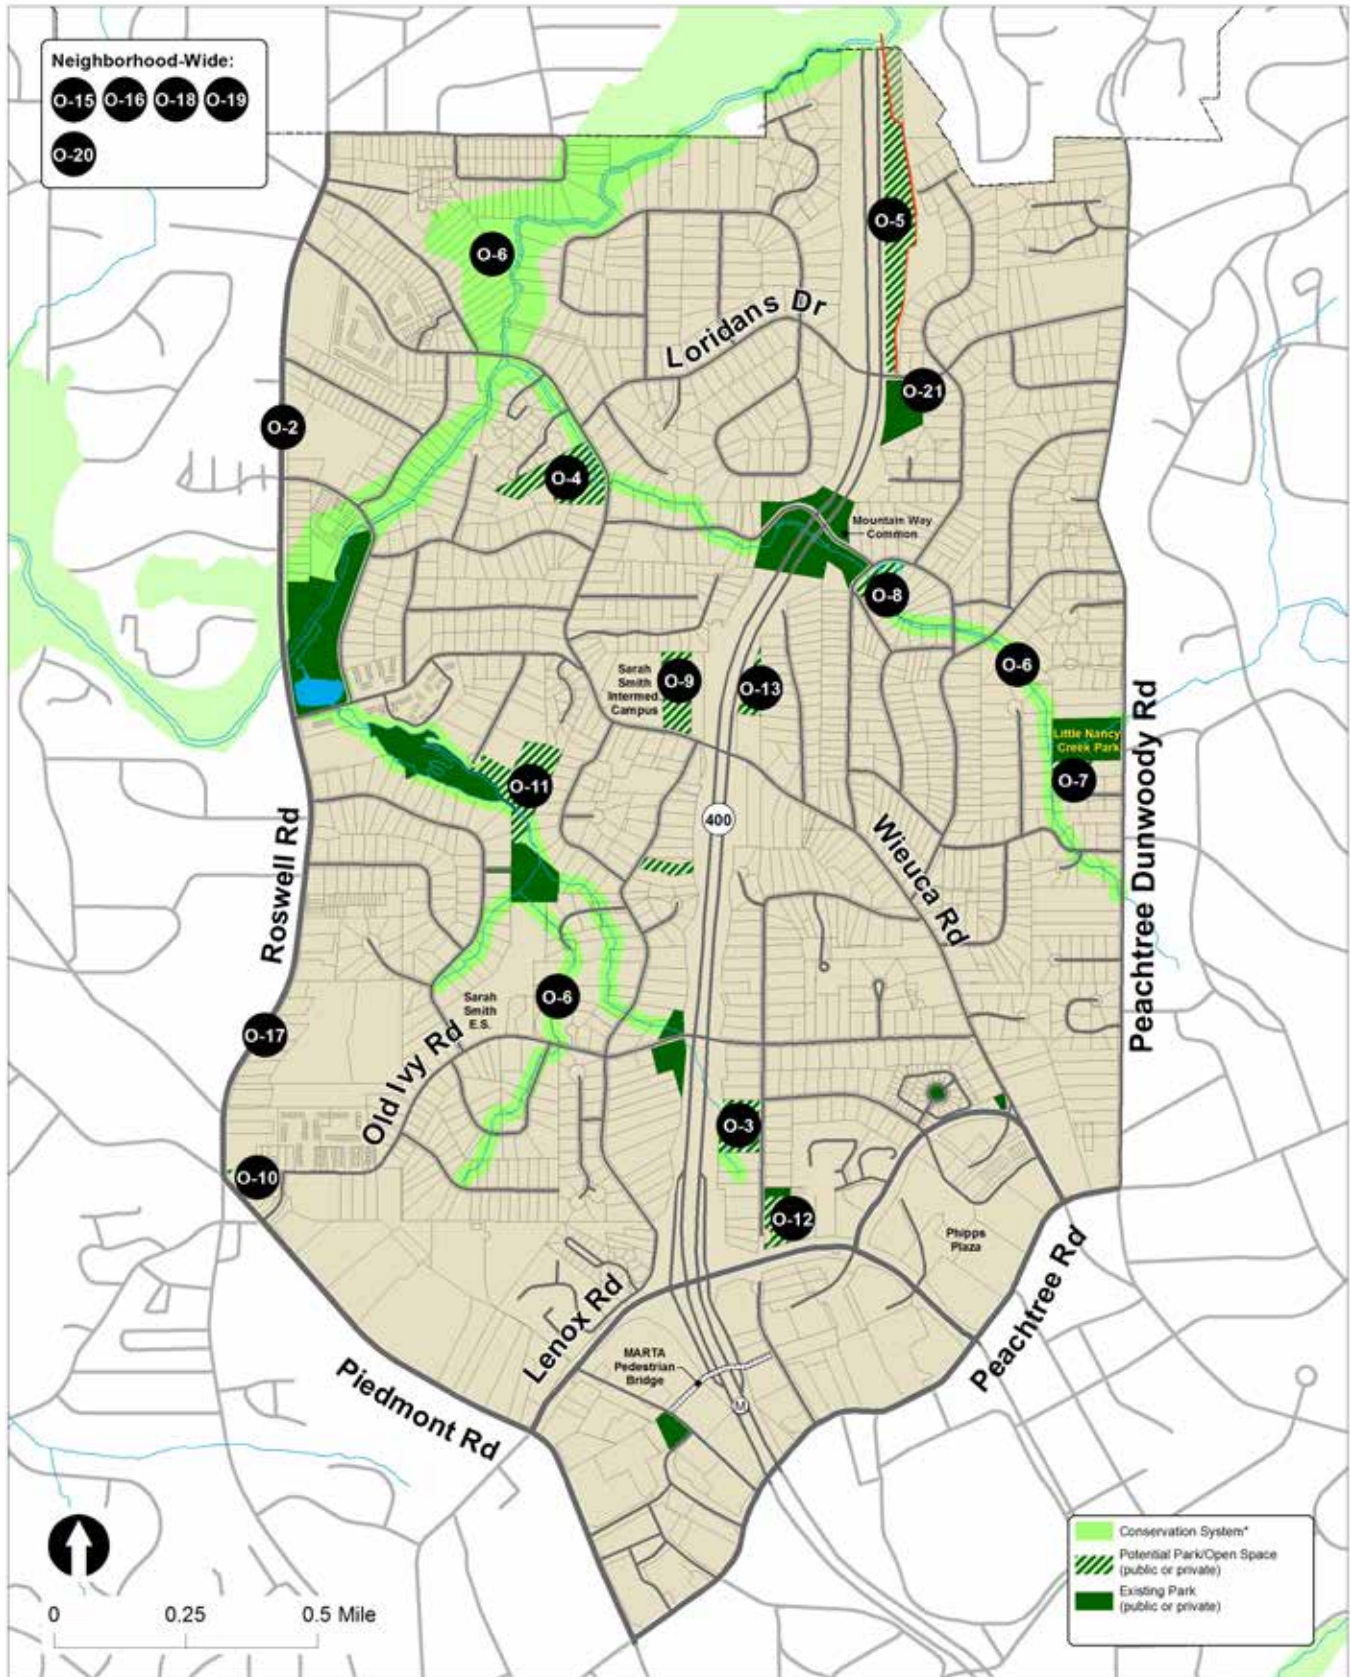 Neighborhood-Wide:
O-15 O-16 O-18 O-19
O-20
O-5
O-6
Loridans Dr
O-21
O-2
O-4
Mountain Way
Common
O-8
O-6
Sarah
Smith
Intermed.
Campus
O-9
O-13
Little Nancy
Creek Park
O-7
O-11
400
Roswell Rd
Wieuca Rd
Peachtree Dunwoody Rd
Sarah
Smith
E.S.
O-6
O-17
Old Ivy Rd
O-3
O-10
O-12
Phipps
Plaza
Lenox Rd
Peachtree Rd
MARTA
Pedestrian
Bridge
M
Piedmont Rd
Conservation System*
Potential Park/Open Space
(public or private)
Existing Park
(public or private)
0 0.25 0.5 Mile